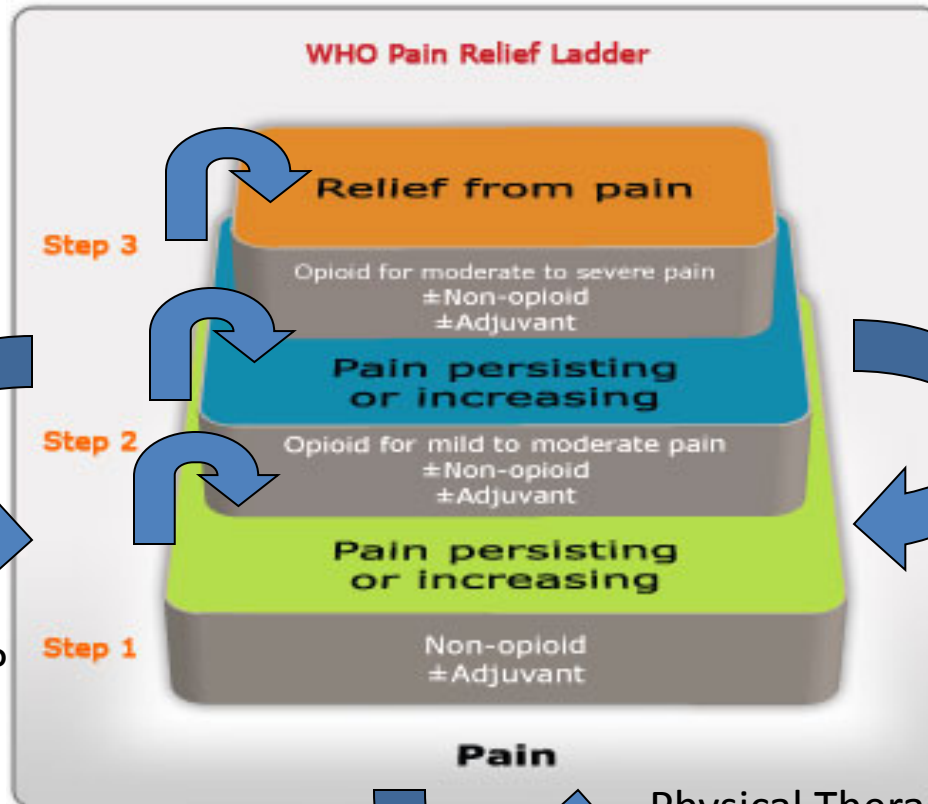 WHO Pain Relief Ladder
Relief from pain
Step 3
Opioid for moderate to severe pain
±Non-opioid
±Adjuvant
Pain persisting
or increasing
Step 2
Opioid for mild to moderate pain
±Non-opioid
±Adjuvant
Pain persisting
or increasing
Step 1
Non-opioid
±Adjuvant
Pain
Physical